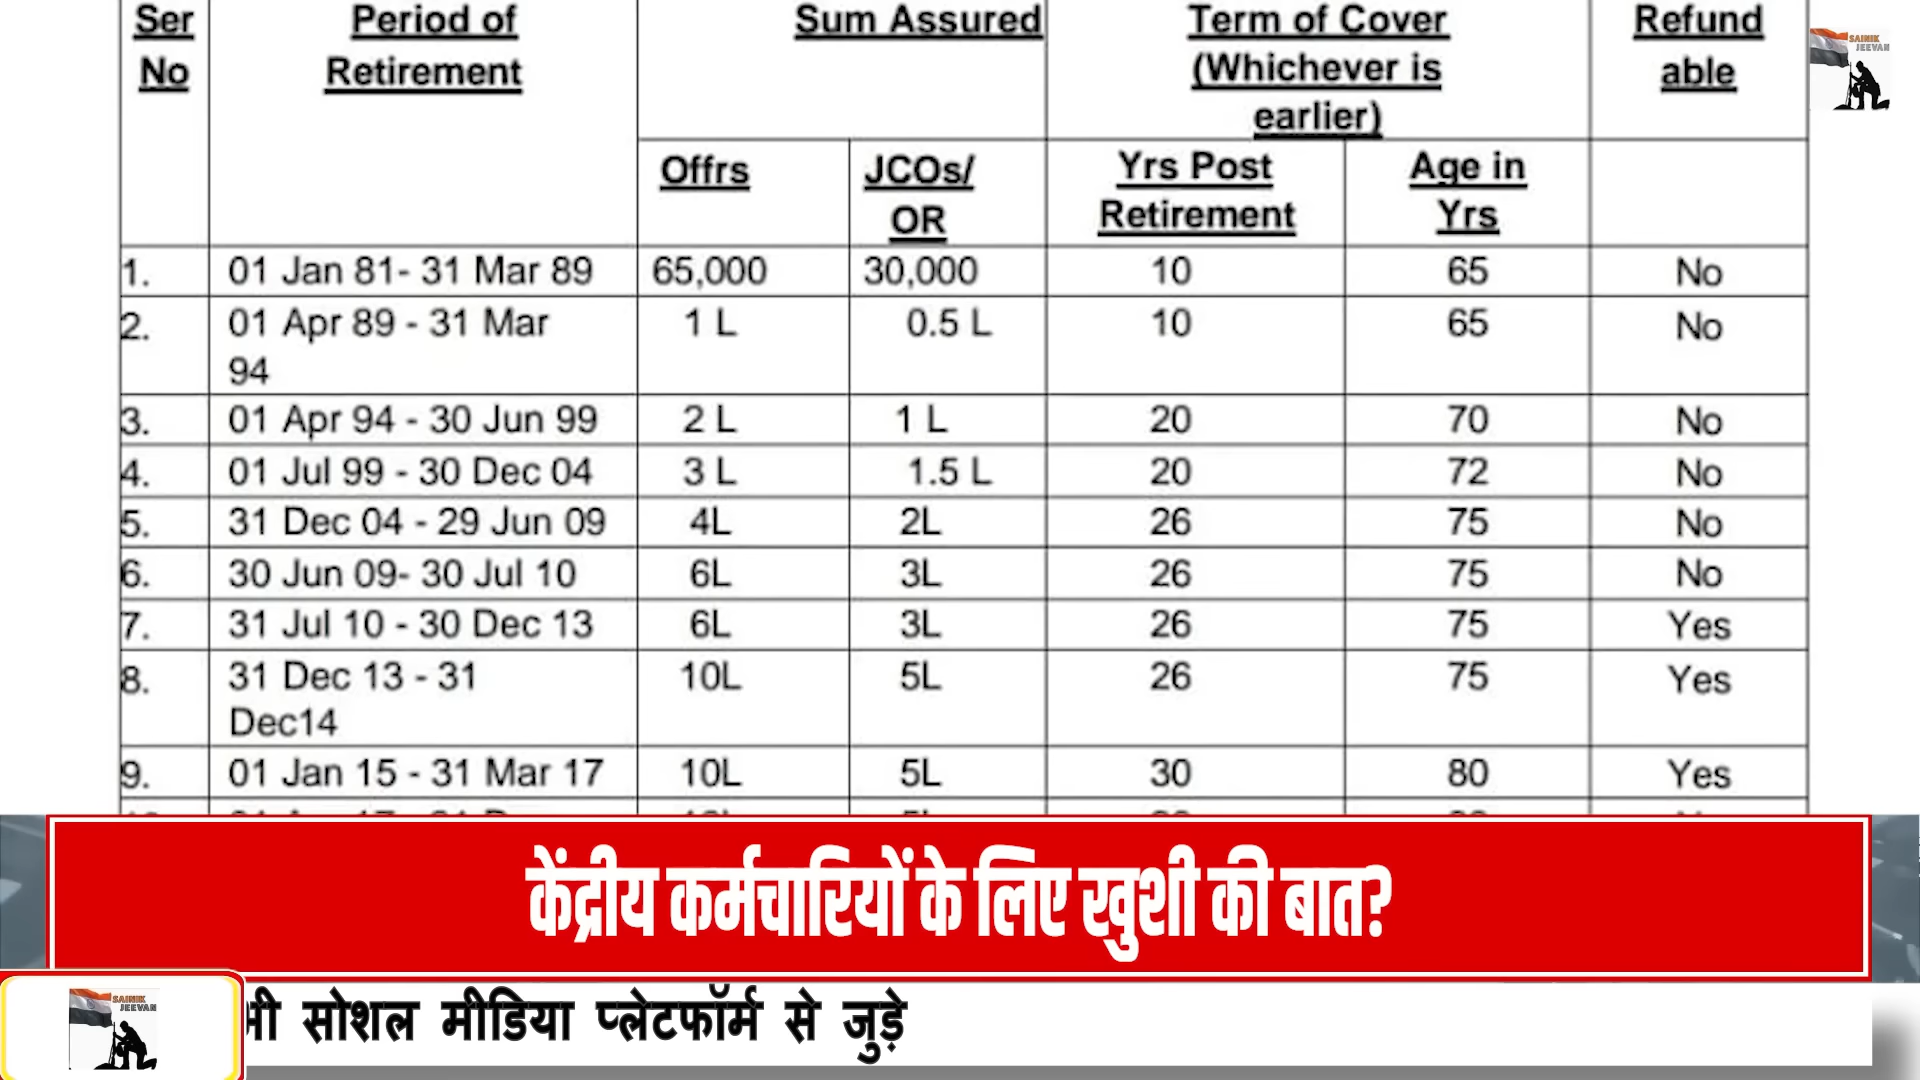 Ser No | Period of Retirement | Sum Assured | Term of Cover (Whichever is earlier) | Refund able
Offrs | JCOs/ OR | Yrs Post Retirement | Age in Yrs
1. | 01 Jan 81- 31 Mar 89 | 65,000 | 30,000 | 10 | 65 | No
2. | 01 Apr 89 - 31 Mar 94 | 1 L | 0.5 L | 10 | 65 | No
3. | 01 Apr 94 - 30 Jun 99 | 2 L | 1 L | 20 | 70 | No
4. | 01 Jul 99 - 30 Dec 04 | 3 L | 1.5 L | 20 | 72 | No
5. | 31 Dec 04 - 29 Jun 09 | 4L | 2L | 26 | 75 | No
6. | 30 Jun 09- 30 Jul 10 | 6L | 3L | 26 | 75 | No
7. | 31 Jul 10 - 30 Dec 13 | 6L | 3L | 26 | 75 | Yes
8. | 31 Dec 13 - 31 Dec14 | 10L | 5L | 26 | 75 | Yes
9. | 01 Jan 15 - 31 Mar 17 | 10L | 5L | 30 | 80 | Yes
SAINIK
JEEVAN
केंद्रीय कर्मचारियों के लिए खुशी की बात?
SAINIK
JEEVAN
सोशल मीडिया प्लेटफॉर्म से जुड़े